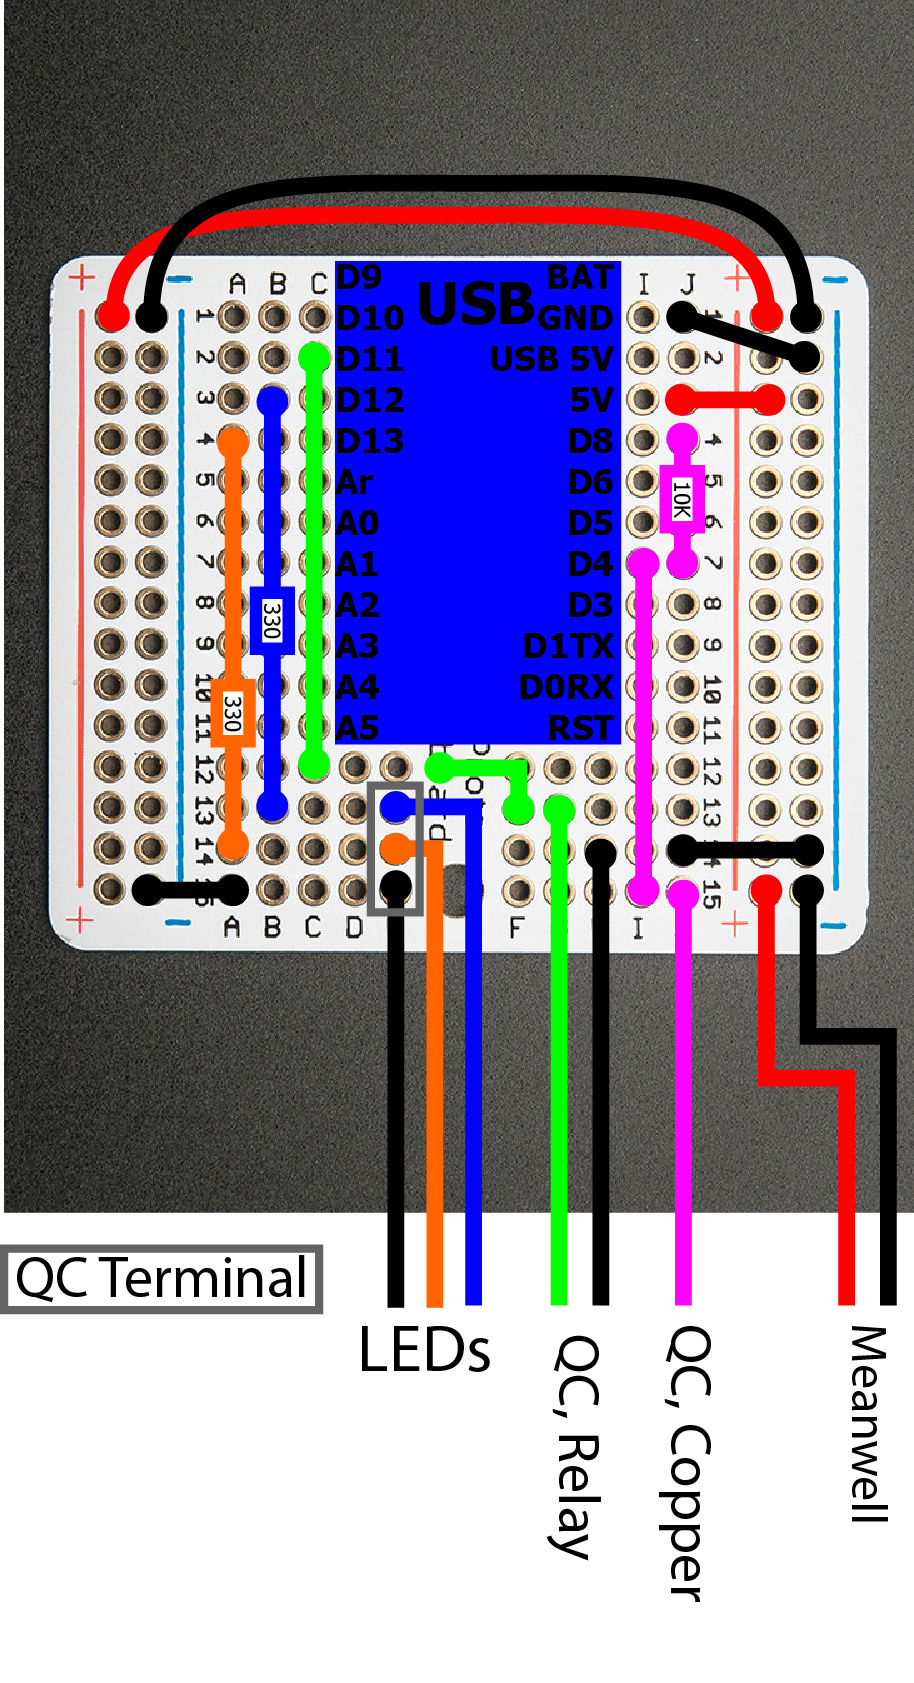 + − A B C I J + −
D9 BAT
USB
1 D10 GND 1
2 D11 USB 5V 2
3 D12 5V
4 D13 D8 4
5 Ar D6 5
6 A0 D5 6
7 A1 D4 7
8 A2 D3 8
9 A3 D1TX 9
10 A4 D0RX 10
11 A5 RST 11
12 12
13 13
14
15
330
330
10K
+ − A B C D F I + −
QC Terminal
LEDs
QC, Relay
QC, Copper
Meanwell